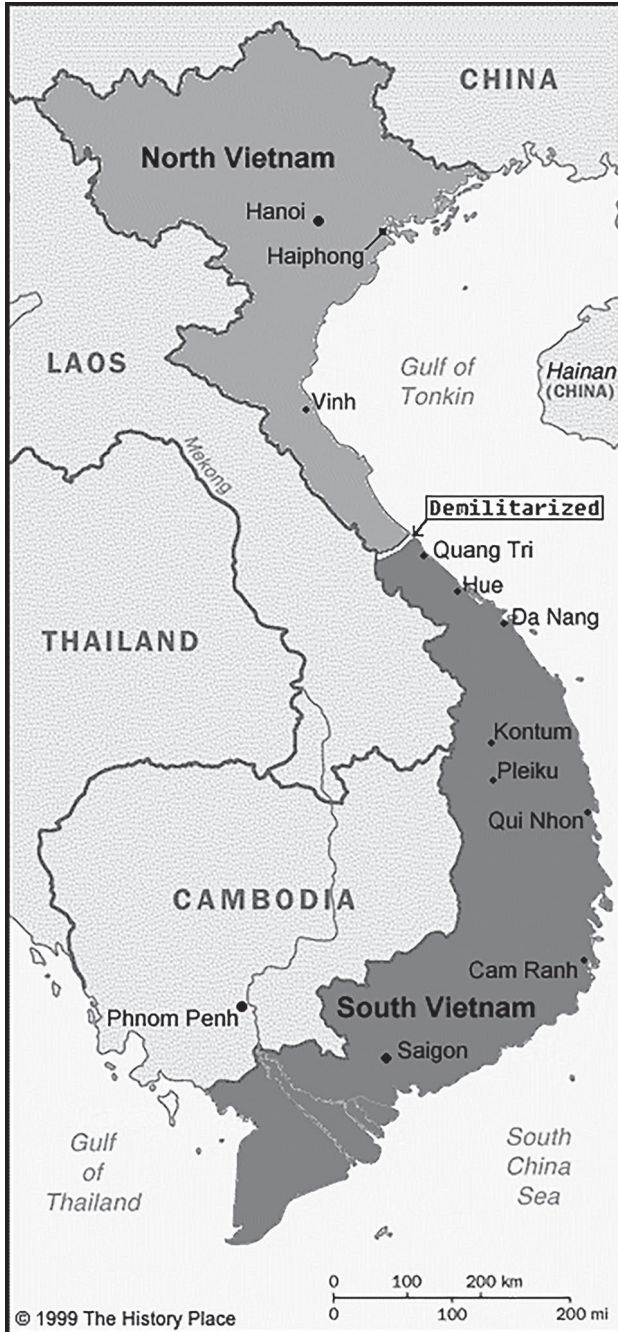 CHINA
North Vietnam
Hanoi
Haiphong
LAOS
Gulf of
Tonkin
Hainan
(CHINA)
Vinh
Mekong
Demilitarized
Quang Tri
Hue
Da Nang
THAILAND
Kontum
Pleiku
Qui Nhon
CAMBODIA
Cam Ranh
Phnom Penh
South Vietnam
Saigon
Gulf
of
Thailand
South
China
Sea
0 100 200 km
0 100 200 mi
© 1999 The History Place